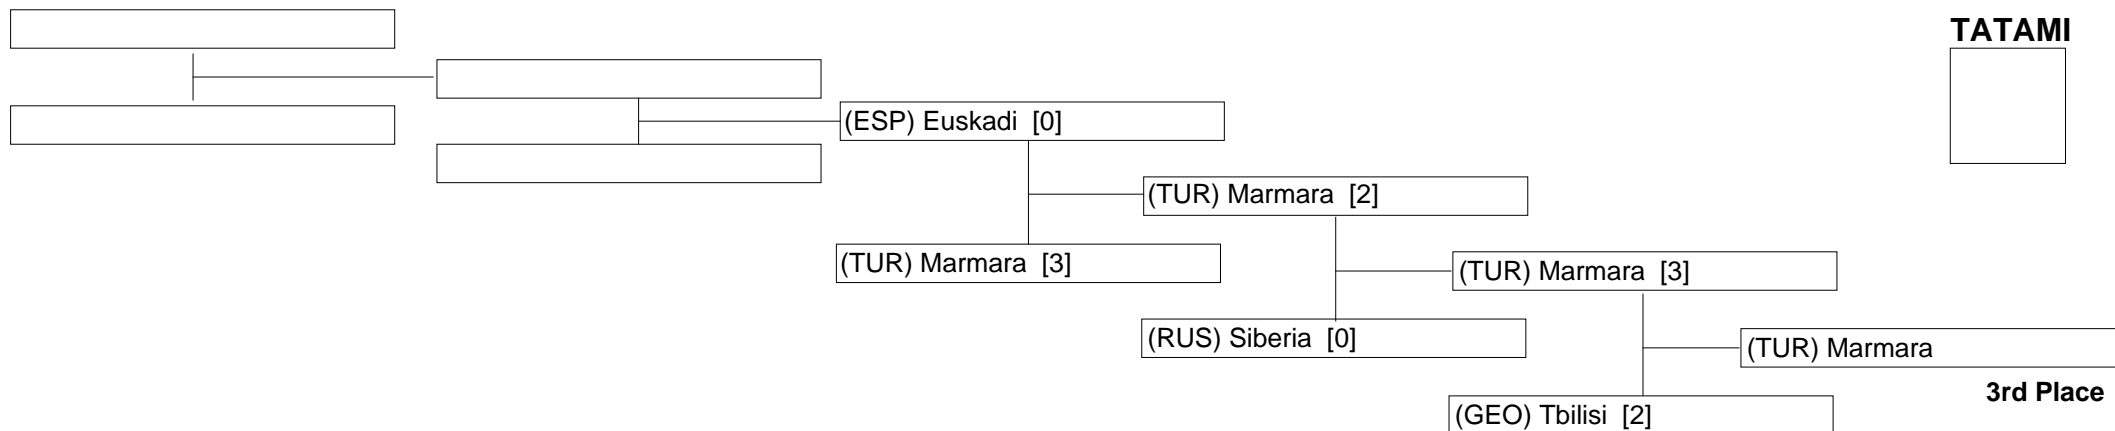 TATAMI
(ESP) Euskadi  [0]
(TUR) Marmara  [2]
(TUR) Marmara  [3]
(TUR) Marmara  [3]
(RUS) Siberia  [0]
(TUR) Marmara
3rd Place
(GEO) Tbilisi  [2]